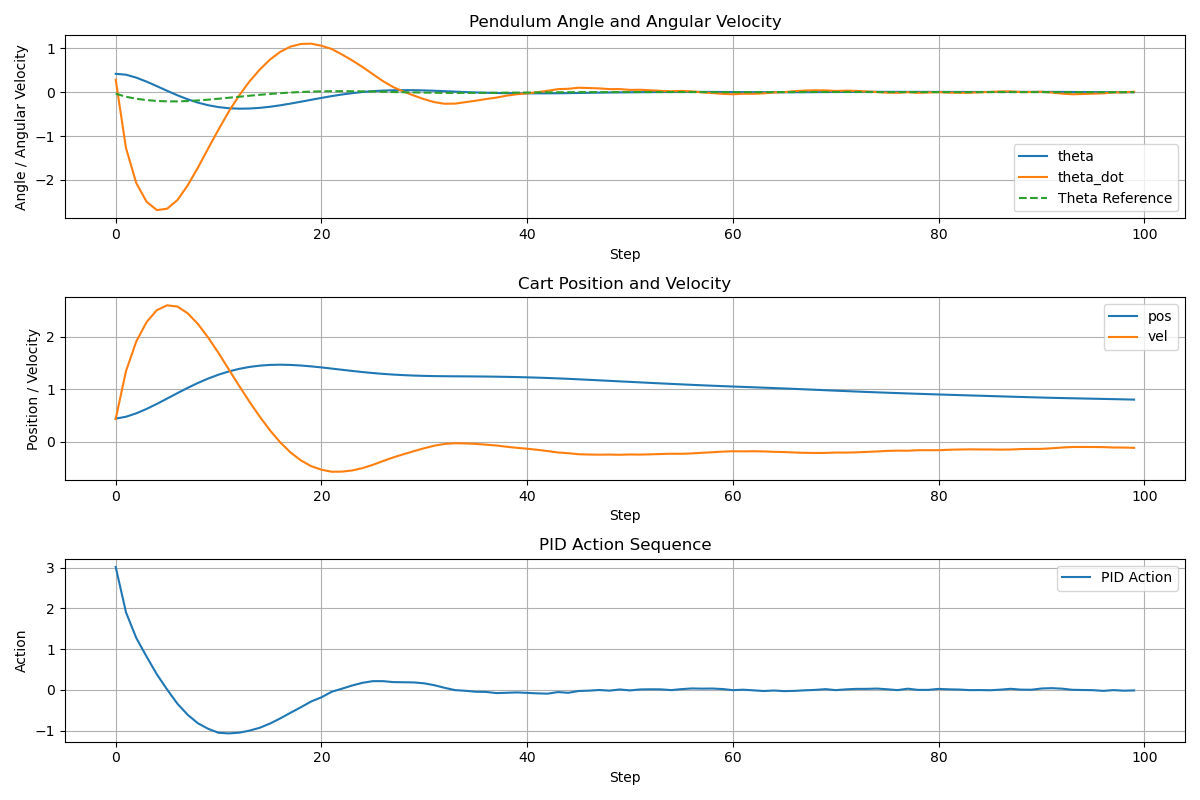 Pendulum Angle and Angular Velocity
Angle / Angular Velocity
1
0
−1
−2
theta
theta_dot
Theta Reference
0 20 40 60 80 100
Step
Cart Position and Velocity
Position / Velocity
2
1
0
pos
vel
0 20 40 60 80 100
Step
PID Action Sequence
Action
3
2
1
0
−1
PID Action
0 20 40 60 80 100
Step